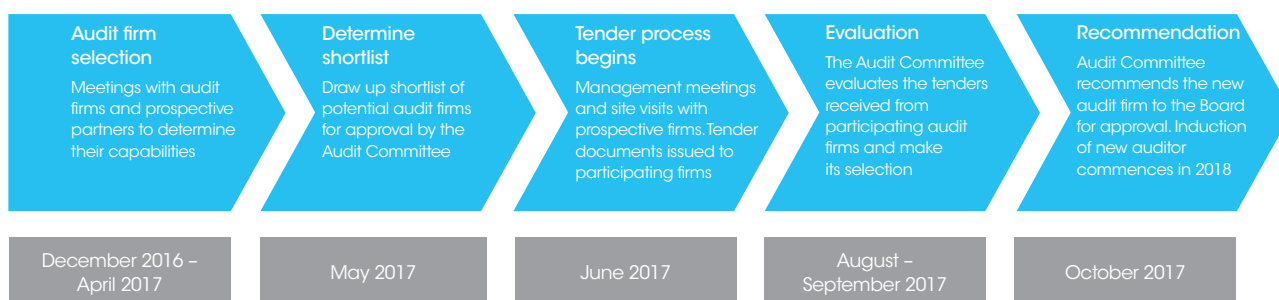 Audit firm
selection
Meetings with audit
firms and prospective
partners to determine
their capabilities
Determine
shortlist
Draw up shortlist of
potential audit firms
for approval by the
Audit Committee
Tender process
begins
Management meetings
and site visits with
prospective firms. Tender
documents issued to
participating firms
Evaluation
The Audit Committee
evaluates the tenders
received from
participating audit
firms and make
its selection
Recommendation
Audit Committee
recommends the new
audit firm to the Board
for approval. Induction
of new auditor
commences in 2018
December 2016 –
April 2017
May 2017
June 2017
August –
September 2017
October 2017